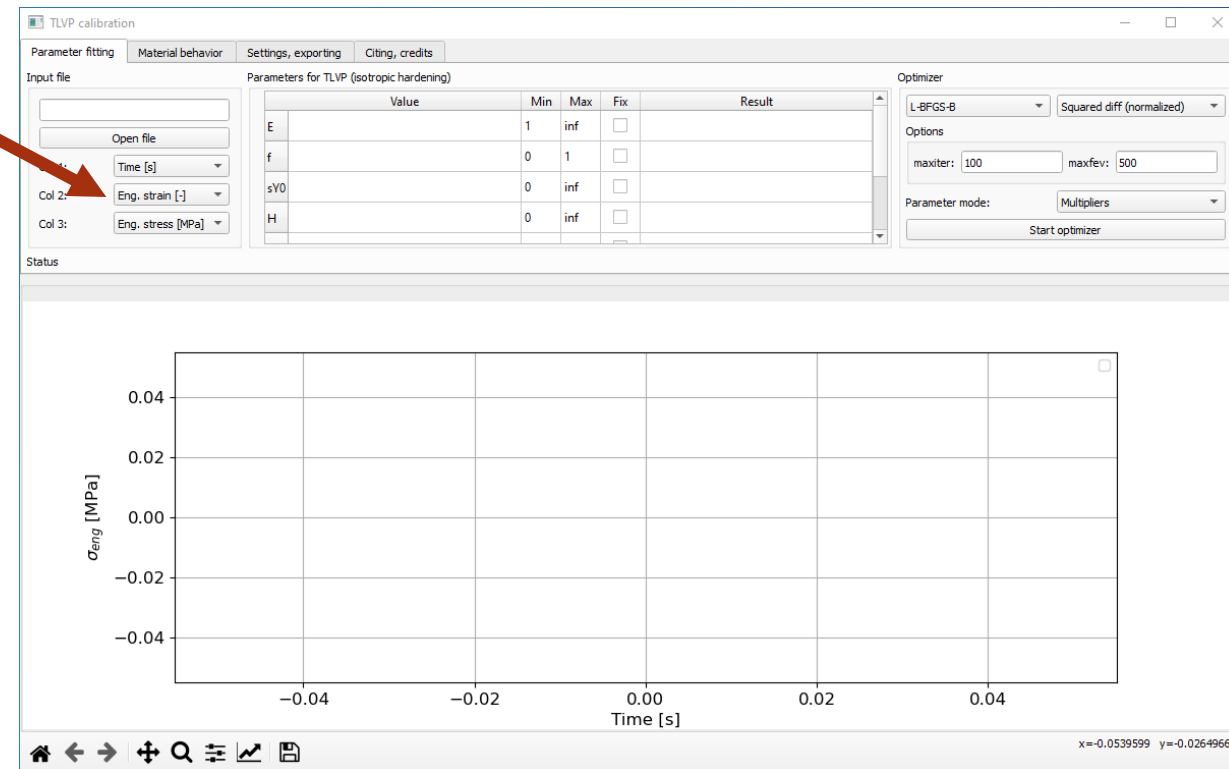 TLVP calibration
Parameter fitting Material behavior Settings, exporting Citing, credits
Input file
Open file
Time [s]
Col 2: Eng. strain [-]
Col 3: Eng. stress [MPa]
Parameters for TLVP (isotropic hardening)
Value Min Max Fix Result
E 1 inf
f 0 1
sY0 0 inf
H 0 inf
Optimizer
L-BFGS-B Squared diff (normalized)
Options
maxiter: 100 maxfev: 500
Parameter mode: Multipliers
Start optimizer
Status
σeng [MPa]
0.04
0.02
0.00
−0.02
−0.04
−0.04 −0.02 0.00 0.02 0.04
Time [s]
x=-0.0539599 y=-0.0264966